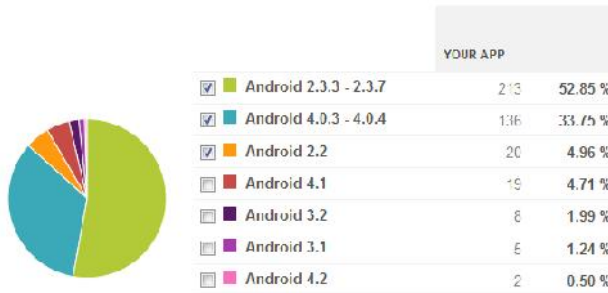 YOUR APP
Android 2.3.3 - 2.3.7 213 52.85 %
Android 4.0.3 - 4.0.4 136 33.75 %
Android 2.2 20 4.96 %
Android 4.1 19 4.71 %
Android 3.2 8 1.99 %
Android 3.1 5 1.24 %
Android 4.2 2 0.50 %